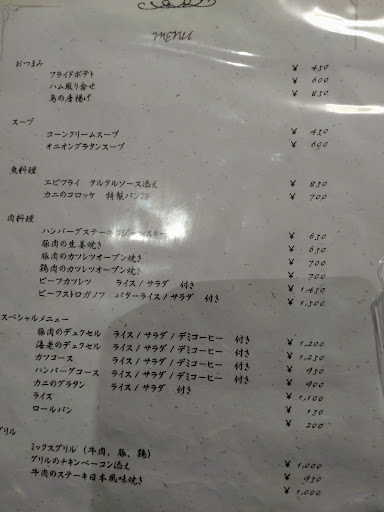 MENU
おつまみ
フライドポテト ¥ 450
ハム取り合せ ¥ 600
鳥の唐揚げ ¥ 850
スープ
コーンクリームスープ ¥ 450
オニオングラタンスープ ¥ 600
魚料理
エビフライ タルタルソース添え ¥ 850
カニのコロッケ 特製パン粉 ¥ 700
肉料理
ハンバーグステーキ ¥ 650
豚肉の生姜焼き ¥ 650
豚肉のカツレツオーブン焼き ¥ 700
鶏肉のカツレツオーブン焼き ¥ 700
ビーフカツレツ ライス/サラダ 付き ¥ 1,450
ビーフストロガノフ バターライス/サラダ 付き ¥ 1,500
スペシャルメニュー
豚肉のデュクセル ライス/サラダ/デミコーヒー 付き ¥ 1,200
海老のデュクセル ライス/サラダ/デミコーヒー 付き ¥ 1,250
カツコース ライス/サラダ/デミコーヒー 付き ¥ 950
ハンバーグコース ライス/サラダ/デミコーヒー 付き ¥ 900
カニのグラタン ライス/サラダ 付き ¥ 1,100
ライス ¥ 150
ロールパン ¥ 200
グリル
ミックスグリル (牛肉、豚、鶏) ¥ 1,000
グリルのチキンベーコン添え ¥ 950
牛肉のステーキ日本風味焼き ¥ 1,000